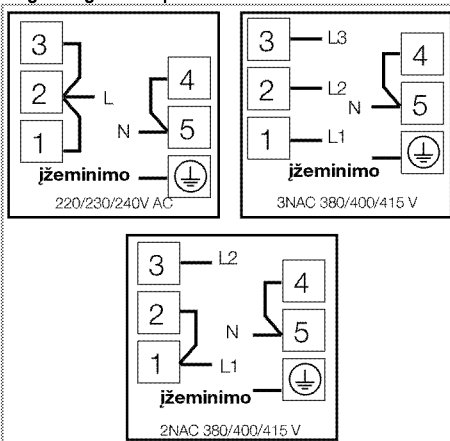 3
2
1
L
4
N
5
įžeminimo
220/230/240V AC
3
L3
2
L2
1
L1
4
N
5
įžeminimo
3NAC 380/400/415 V
3
L2
2
1
L1
4
N
5
įžeminimo
2NAC 380/400/415 V